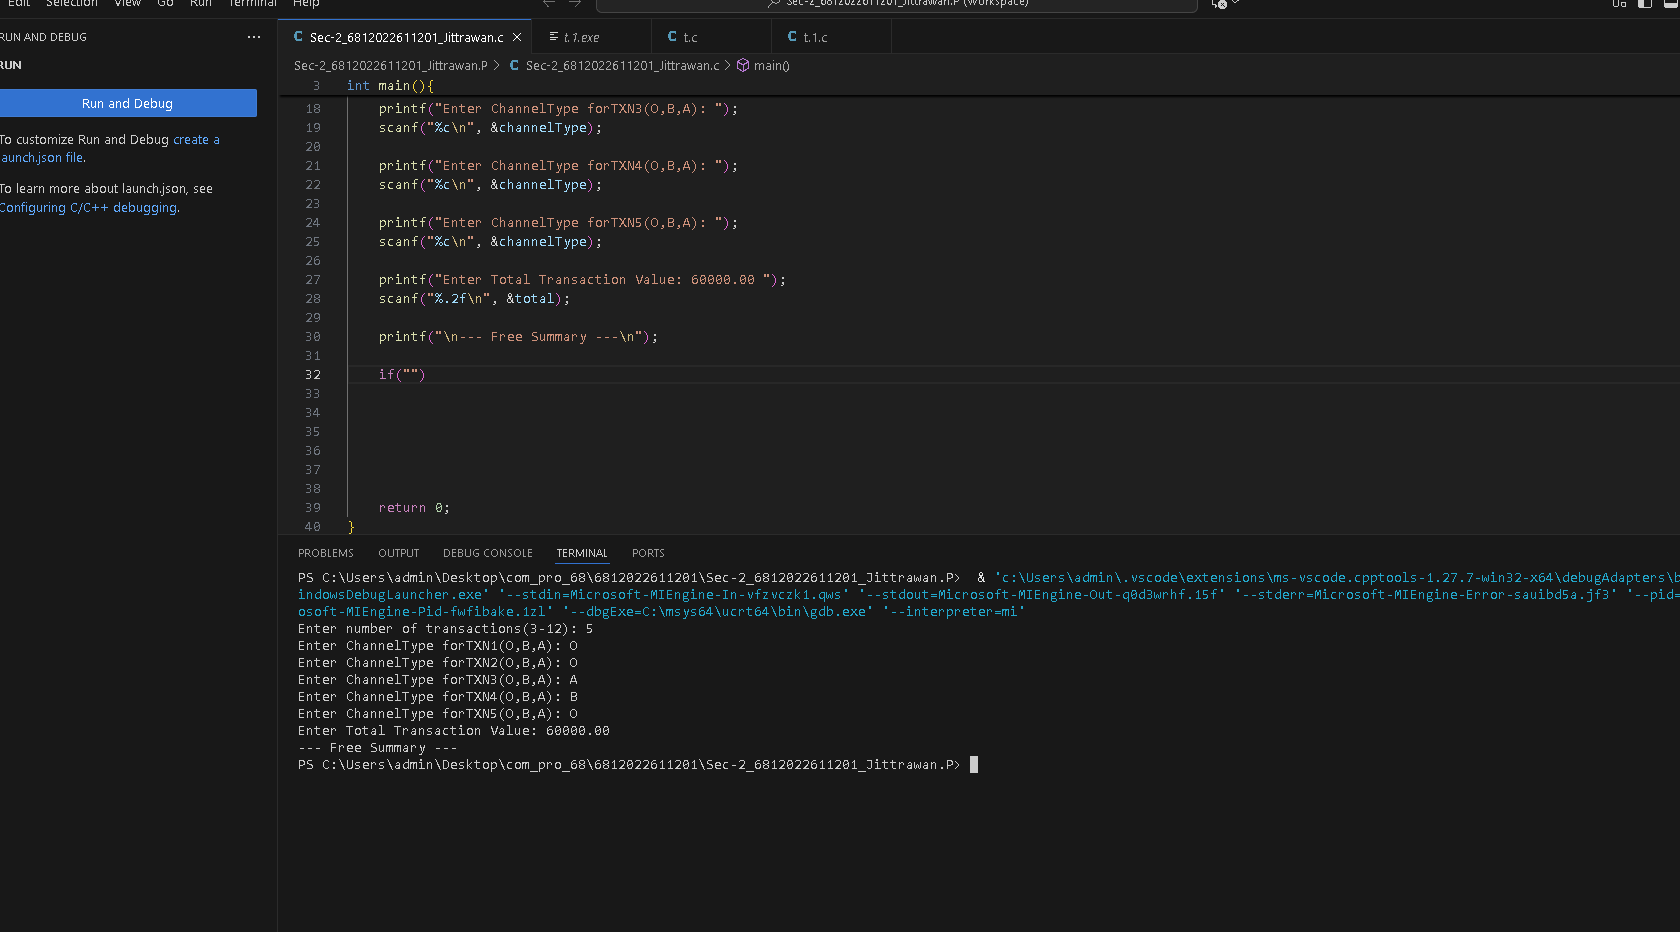 Edit Selection View Go Run Terminal Help
Sec-2_6812022611201_Jittrawan.P (Workspace)
RUN AND DEBUG ···
RUN
Run and Debug
To customize Run and Debug create a
launch.json file.
To learn more about launch.json, see
Configuring C/C++ debugging.
C Sec-2_6812022611201_Jittrawan.c × t.1.exe C t.c C t.1.c
Sec-2_6812022611201_Jittrawan.P > C Sec-2_6812022611201_Jittrawan.c > main()
3 int main(){
18 printf("Enter ChannelType forTXN3(O,B,A): ");
19 scanf("%c\n", &channelType);
20
21 printf("Enter ChannelType forTXN4(O,B,A): ");
22 scanf("%c\n", &channelType);
23
24 printf("Enter ChannelType forTXN5(O,B,A): ");
25 scanf("%c\n", &channelType);
26
27 printf("Enter Total Transaction Value: 60000.00 ");
28 scanf("%.2f\n", &total);
29
30 printf("\n--- Free Summary ---\n");
31
32 if("")
33
34
35
36
37
38
39 return 0;
40 }
PROBLEMS OUTPUT DEBUG CONSOLE TERMINAL PORTS
PS C:\Users\admin\Desktop\com_pro_68\6812022611201\Sec-2_6812022611201_Jittrawan.P> & 'c:\Users\admin\.vscode\extensions\ms-vscode.cpptools-1.27.7-win32-x64\debugAdapters\b
indowsDebugLauncher.exe' '--stdin=Microsoft-MIEngine-In-vfzvczk1.qws' '--stdout=Microsoft-MIEngine-Out-q0d3wrhf.15f' '--stderr=Microsoft-MIEngine-Error-sauibd5a.jf3' '--pid=
osoft-MIEngine-Pid-fwfibake.1zl' '--dbgExe=C:\msys64\ucrt64\bin\gdb.exe' '--interpreter=mi'
Enter number of transactions(3-12): 5
Enter ChannelType forTXN1(O,B,A): O
Enter ChannelType forTXN2(O,B,A): O
Enter ChannelType forTXN3(O,B,A): A
Enter ChannelType forTXN4(O,B,A): B
Enter ChannelType forTXN5(O,B,A): O
Enter Total Transaction Value: 60000.00
--- Free Summary ---
PS C:\Users\admin\Desktop\com_pro_68\6812022611201\Sec-2_6812022611201_Jittrawan.P>